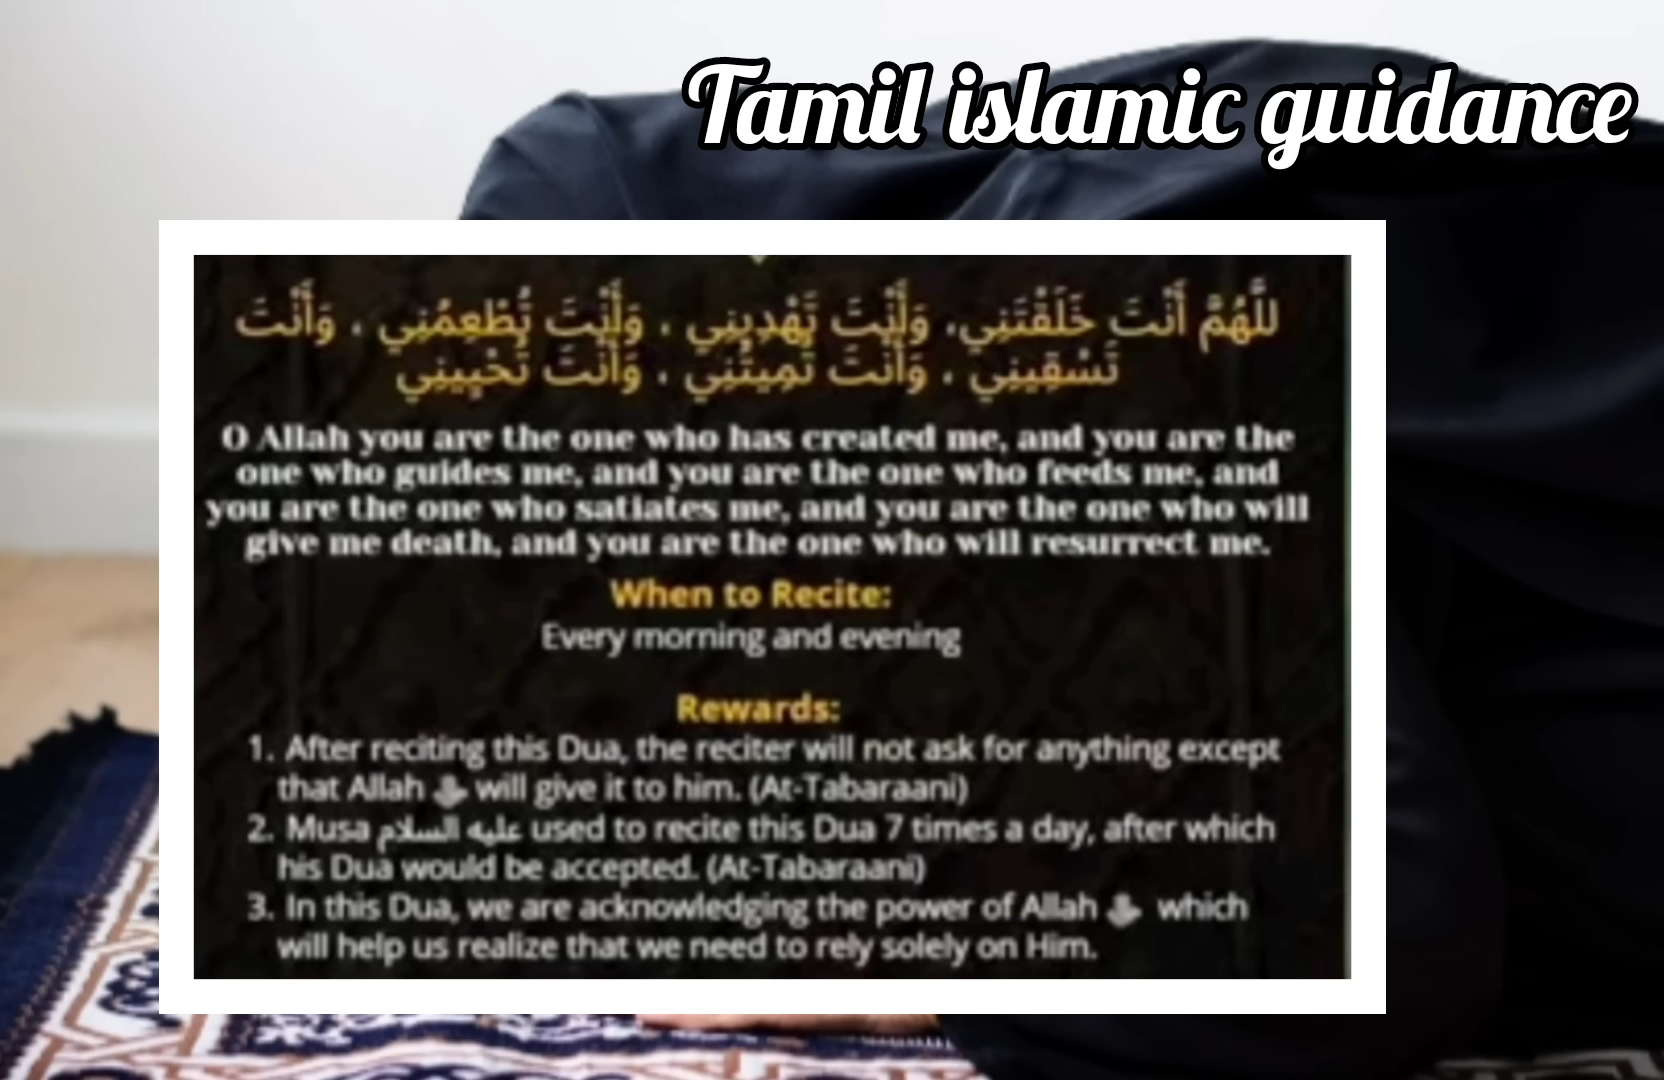 Tamil islamic guidance
للَّهُمَّ أَنْتَ خَلَقْتَنِي، وَأَنْتَ تَهْدِينِي ، وَأَنْتَ تُطْعِمُنِي ، وَأَنْتَ
تَسْقِينِي ، وَأَنْتَ تُمِيتُنِي ، وَأَنْتَ تُحْيِينِي
O Allah you are the one who has created me, and you are the
one who guides me, and you are the one who feeds me, and
you are the one who satiates me, and you are the one who will
give me death, and you are the one who will resurrect me.
When to Recite:
Every morning and evening
Rewards:
1. After reciting this Dua, the reciter will not ask for anything except
that Allah will give it to him. (At-Tabaraani)
2. Musa عليه السلام used to recite this Dua 7 times a day, after which
his Dua would be accepted. (At-Tabaraani)
3. In this Dua, we are acknowledging the power of Allah which
will help us realize that we need to rely solely on Him.